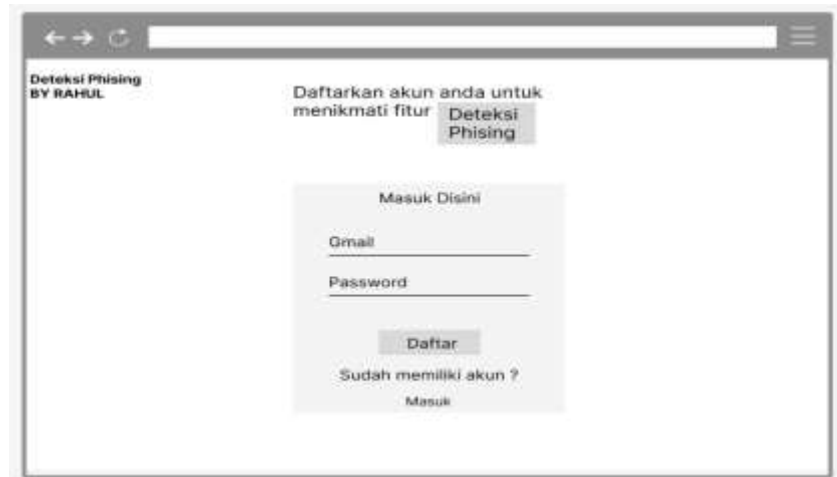 Deteksi Phising
BY RAHUL
Daftarkan akun anda untuk
menikmati fitur Deteksi
Phising
Masuk Disini
Gmail
Password
Daftar
Sudah memiliki akun ?
Masuk